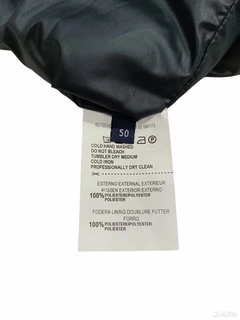 50
COLD HAND WASHED
DO NOT BLEACH
TUMBLER DRY MEDIUM
COLD IRON
PROFESSIONALLY DRY CLEAN
ESTERNO EXTERNAL EXTERIEUR
AUSSEN EXTERIOR EXTERNO
100% POLIESTERE/POLYESTER
POLIESTER
FODERA LINING DOUBLURE FUTTER
FORRO
100% POLIESTERE/POLYESTER
POLIESTER